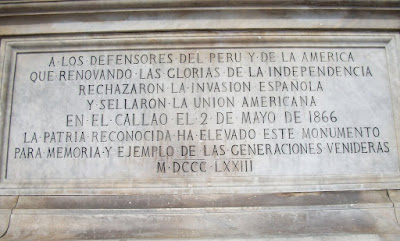 A·LOS·DEFENSORES·DEL·PERU·Y·DE·LA·AMERICA
QUE·RENOVANDO·LAS·GLORIAS·DE·LA·INDEPENDENCIA
RECHAZARON·LA·INVASION·ESPAÑOLA
Y·SELLARON·LA·UNION·AMERICANA
EN·EL·CALLAO·EL·2·DE·MAYO·DE·1866
LA·PATRIA·RECONOCIDA·HA·ELEVADO·ESTE·MONUMENTO
PARA·MEMORIA·Y·EJEMPLO·DE·LAS·GENERACIONES·VENIDERAS
M·DCCC·LXXIII